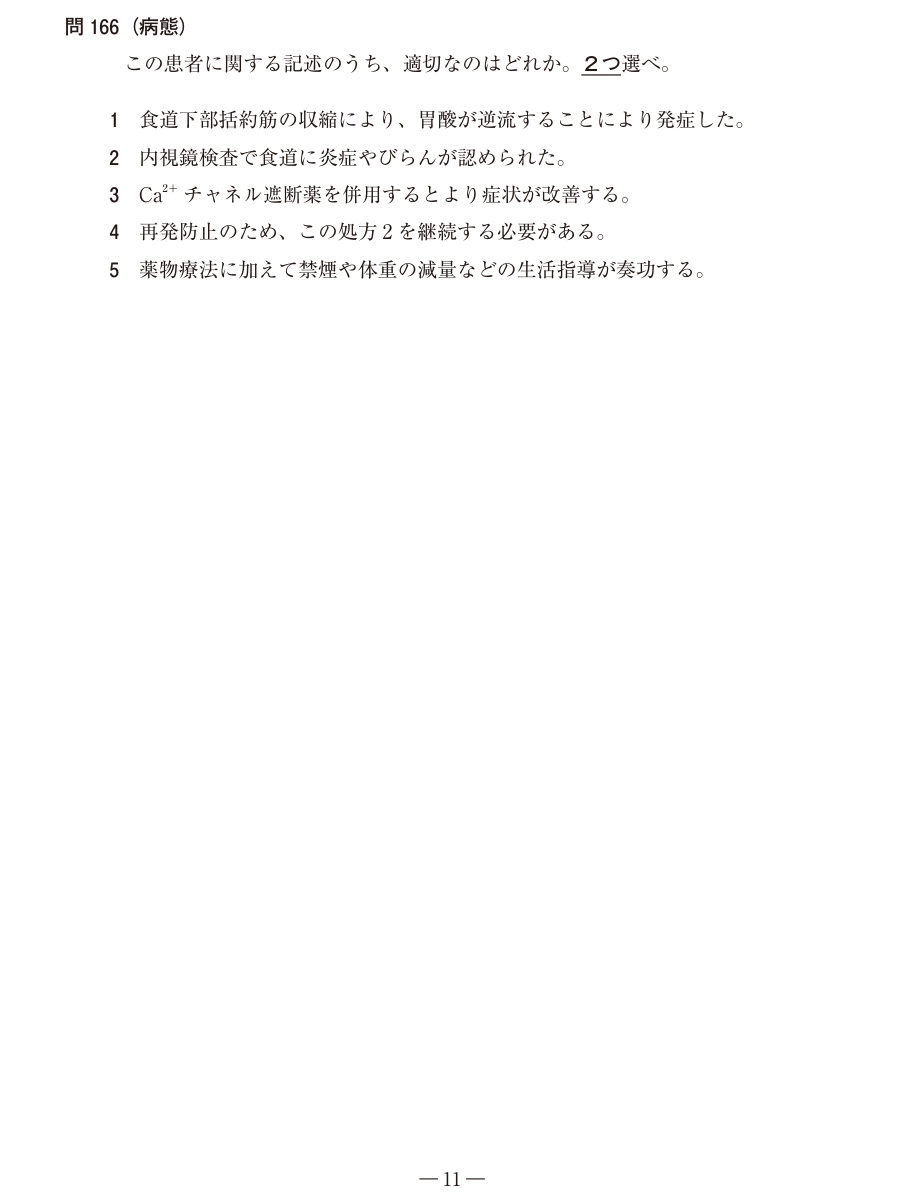 問 166（病態）
この患者に関する記述のうち、適切なのはどれか。２つ選べ。
1　食道下部括約筋の収縮により、胃酸が逆流することにより発症した。
2　内視鏡検査で食道に炎症やびらんが認められた。
3　Ca²⁺ チャネル遮断薬を併用するとより症状が改善する。
4　再発防止のため、この処方２を継続する必要がある。
5　薬物療法に加えて禁煙や体重の減量などの生活指導が奏功する。
― 11 ―